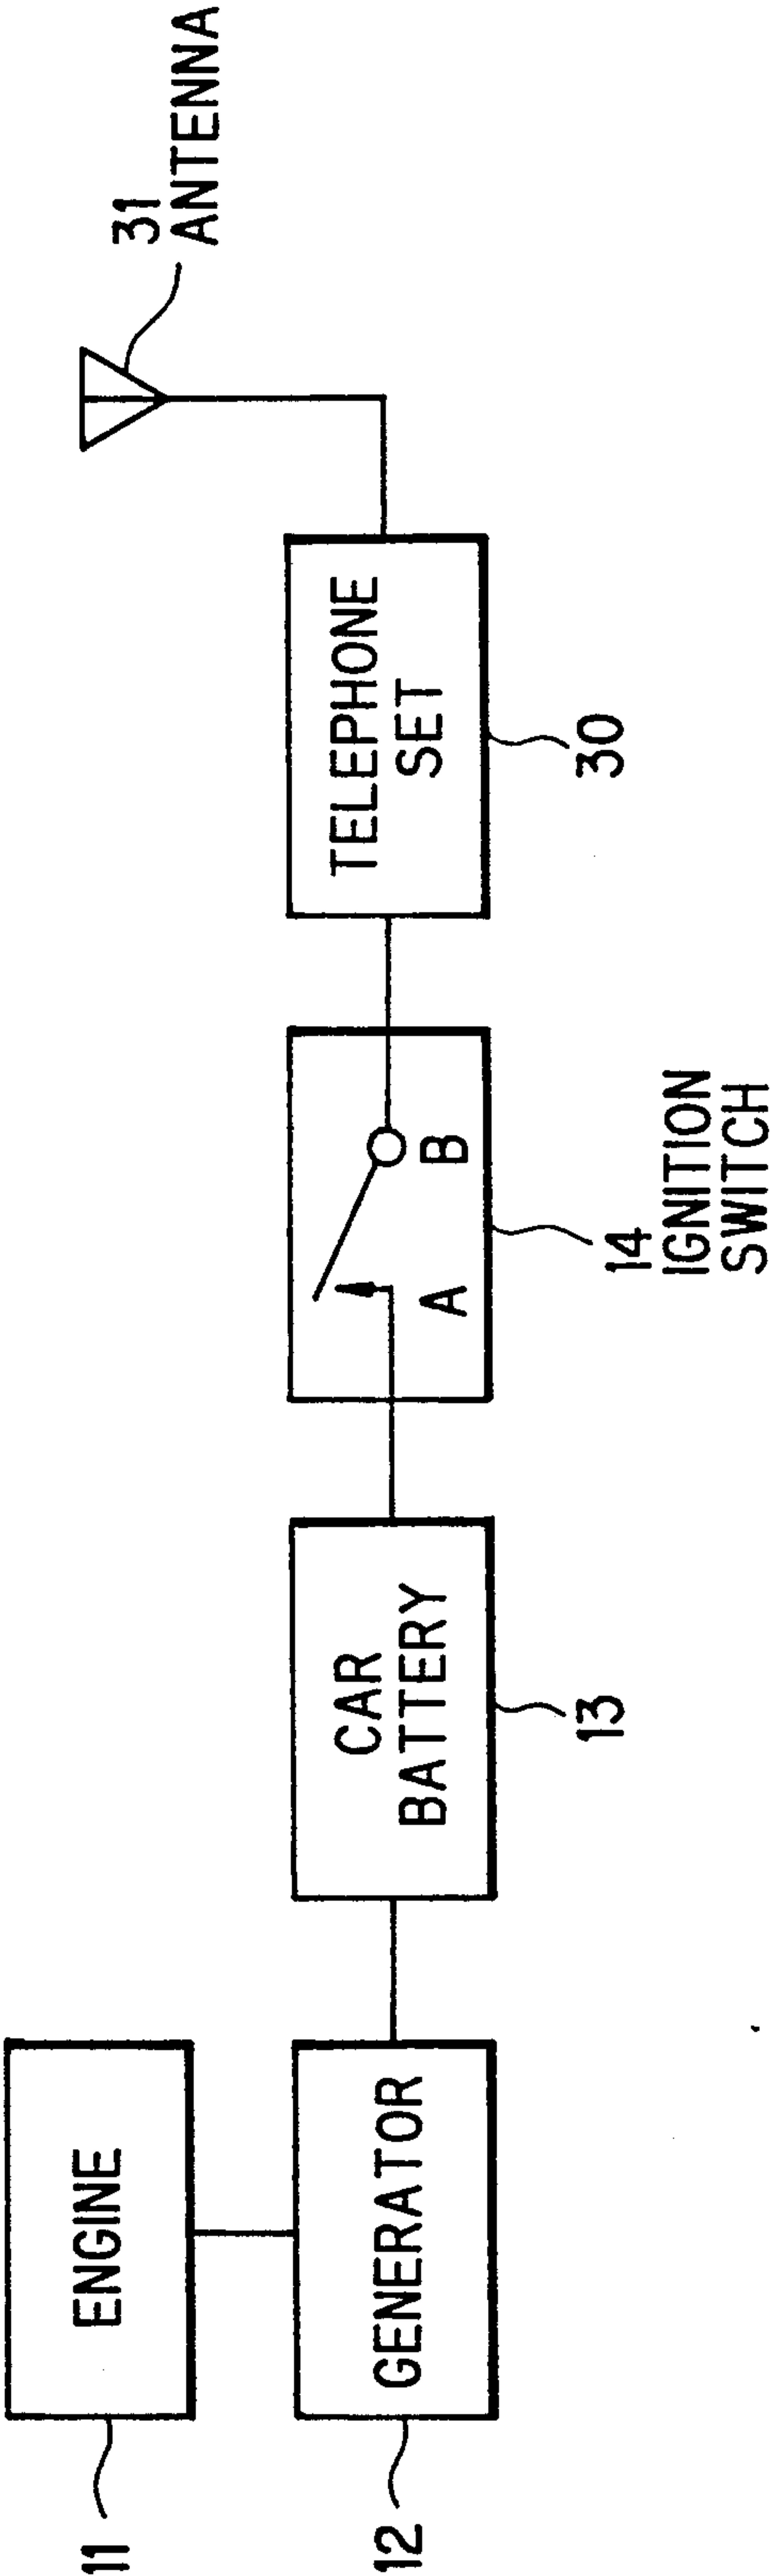 31
ANTENNA
TELEPHONE
SET
30
A
B
14
IGNITION
SWITCH
CAR
BATTERY
13
ENGINE
11
GENERATOR
12